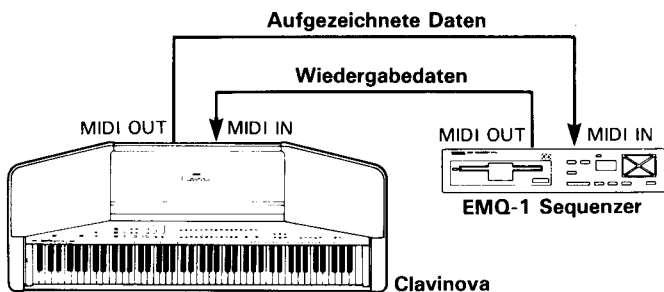 Aufgezeichnete Daten
Wiedergabedaten
MIDI OUT MIDI IN
MIDI OUT MIDI IN
EMQ-1 Sequenzer
Clavinova